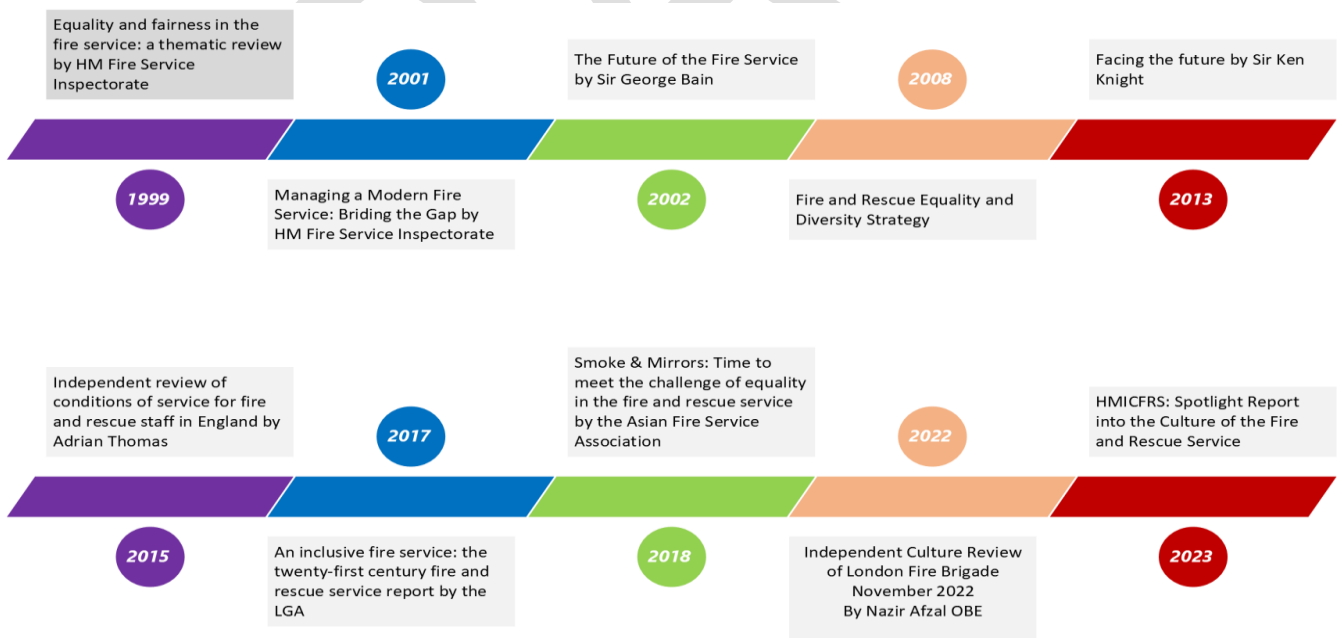 Equality and fairness in the
fire service: a thematic review
by HM Fire Service
Inspectorate
1999
2001
Managing a Modern Fire
Service: Briding the Gap by
HM Fire Service Inspectorate
The Future of the Fire Service
by Sir George Bain
2002
2008
Fire and Rescue Equality and
Diversity Strategy
Facing the future by Sir Ken
Knight
2013
Independent review of
conditions of service for fire
and rescue staff in England by
Adrian Thomas
2015
2017
An inclusive fire service: the
twenty-first century fire and
rescue service report by the
LGA
Smoke & Mirrors: Time to
meet the challenge of equality
in the fire and rescue service
by the Asian Fire Service
Association
2018
2022
Independent Culture Review
of London Fire Brigade
November 2022
By Nazir Afzal OBE
HMICFRS: Spotlight Report
into the Culture of the Fire
and Rescue Service
2023